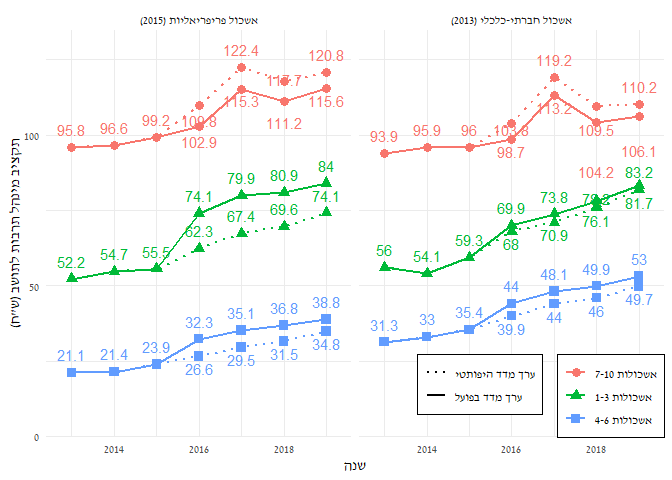 אשכול פריפריאליות (2015)
אשכול חברתי-כלכלי (2013)
תקציב מינהל תרבות לתושב (ש"ח)
100
50
0
95.8 96.6 99.2 109.8 102.9 122.4 115.3 117.7 111.2 120.8 115.6
52.2 54.7 55.5 74.1 62.3 79.9 67.4 80.9 69.6 84 74.1
21.1 21.4 23.9 32.3 26.6 35.1 29.5 36.8 31.5 38.8 34.8
93.9 95.9 96 103.8 98.7 119.2 113.2 109.5 104.2 110.2 106.1
56 54.1 59.3 69.9 68 73.8 70.9 76.1 83.2 81.7
31.3 33 35.4 44 39.9 48.1 44 49.9 46 53 49.7
ערך מדד היפותטי
ערך מדד בפועל
אשכולות 7-10
אשכולות 1-3
אשכולות 4-6
2014 2016 2018
2014 2016 2018
שנה